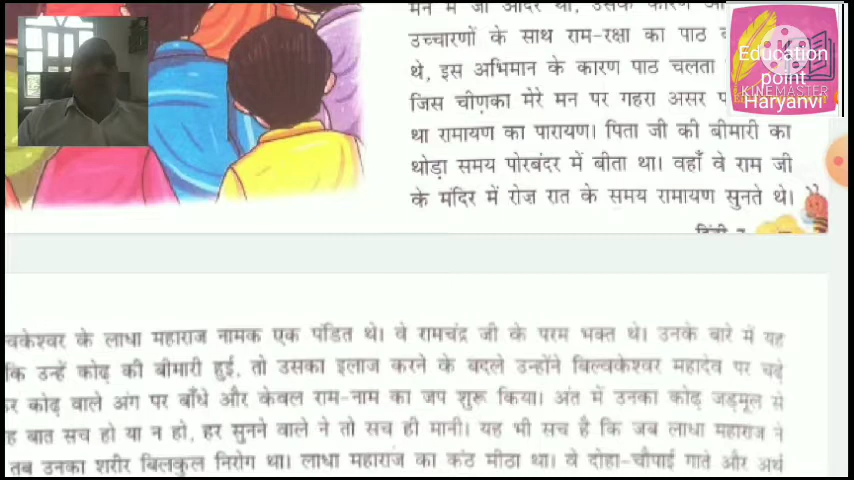 उच्चारणों के साथ राम-रक्षा का पाठ
थे, इस अभिमान के कारण पाठ चलता
जिस चीज़का मेरे मन पर गहरा असर
था रामायण का पारायण। पिता जी की बीमारी का
थोड़ा समय पोरबंदर में बीता था। वहाँ वे राम जी
के मंदिर में रोज़ रात के समय रामायण सुनते थे।
के लाधा महाराज नामक एक पंडित थे। वे रामचंद्र जी के परम भक्त थे। उनके बारे में यह
कि उन्हें कोढ़ की बीमारी हुई, तो उसका इलाज करने के बदले उन्होंने बिल्वकेश्वर महादेव पर चढ़े
कोढ़ वाले अंग पर बाँधे और केवल राम-नाम का जप शुरू किया। अंत में उनका कोढ़ जड़मूल से
बात सच हो या न हो, हर सुनने वाले ने तो सच ही मानी। यह भी सच है कि जब लाधा महाराज ने
तब उनका शरीर बिलकुल निरोग था। लाधा महाराज का कंठ मीठा था। वे दोहा-चौपाई गाते और अर्थ
Education
point
KINEMASTER
Haryanvi